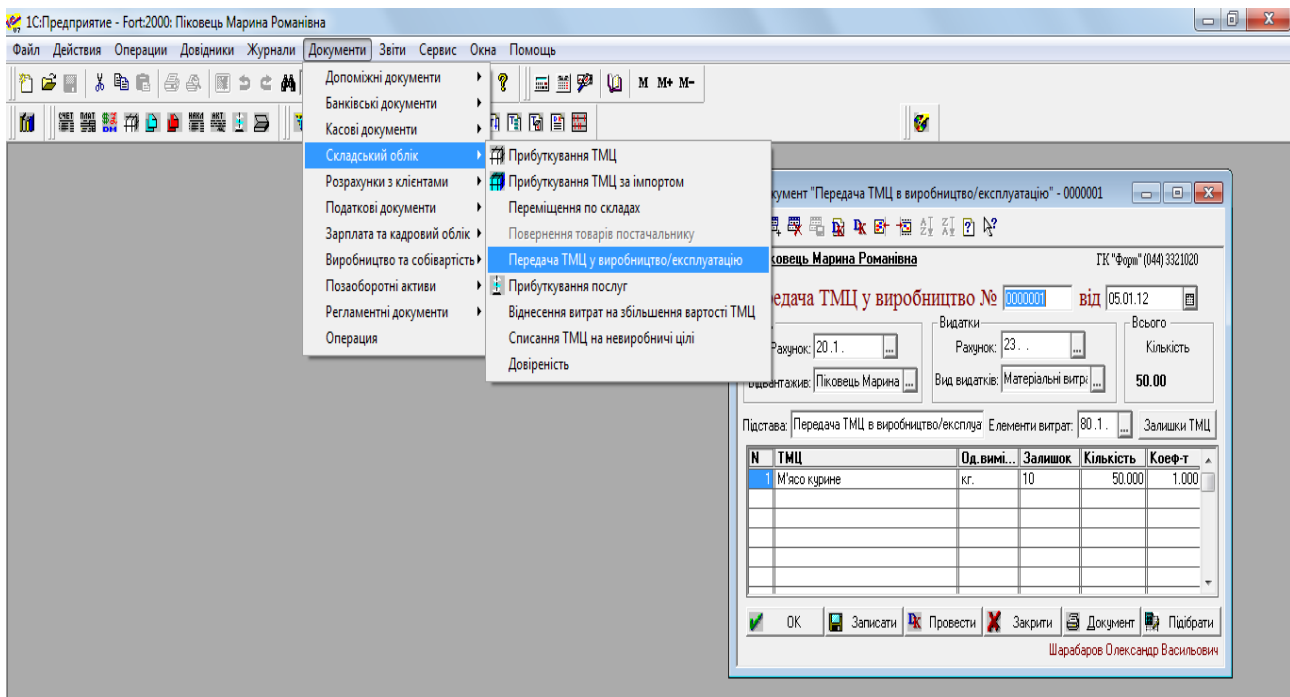 1С:Предприятие - Fort:2000: Піковець Марина Романівна
Файл Действия Операции Довідники Журнали Документи Звіти Сервис Окна Помощь
M M+ M-
Допоміжні документи
Банківські документи
Касові документи
Складський облік
Розрахунки з клієнтами
Податкові документи
Зарплата та кадровий облік
Виробництво та собівартість
Позаоборотні активи
Регламентні документи
Операция
Прибуткування ТМЦ
Прибуткування ТМЦ за імпортом
Переміщення по складах
Повернення товарів постачальнику
Передача ТМЦ у виробництво/експлуатацію
Прибуткування послуг
Віднесення витрат на збільшення вартості ТМЦ
Списання ТМЦ на невиробничі цілі
Довіреність
кумент "Передача ТМЦ в виробництво/експлуатацію" - 0000001
ковець Марина Романівна ГК "Форт" (044) 3321020
едача ТМЦ у виробництво № 0000001 від 05.01.12
Видатки Всього
Рахунок: 20.1. ... Рахунок: 23. . ... Кількість
Відвантажив: Піковець Марина ... Вид видатків: Матеріальні витра ... 50.00
Підстава: Передача ТМЦ в виробництво/експлуа Елементи витрат: 80.1. ... Залишки ТМЦ
N ТМЦ Од.вимі... Залишок Кількість Коеф-т
1 М'ясо курине кг. 10 50.000 1.000
OK Записати Провести Закрити Документ Підібрати
Шарабаров Олександр Васильович